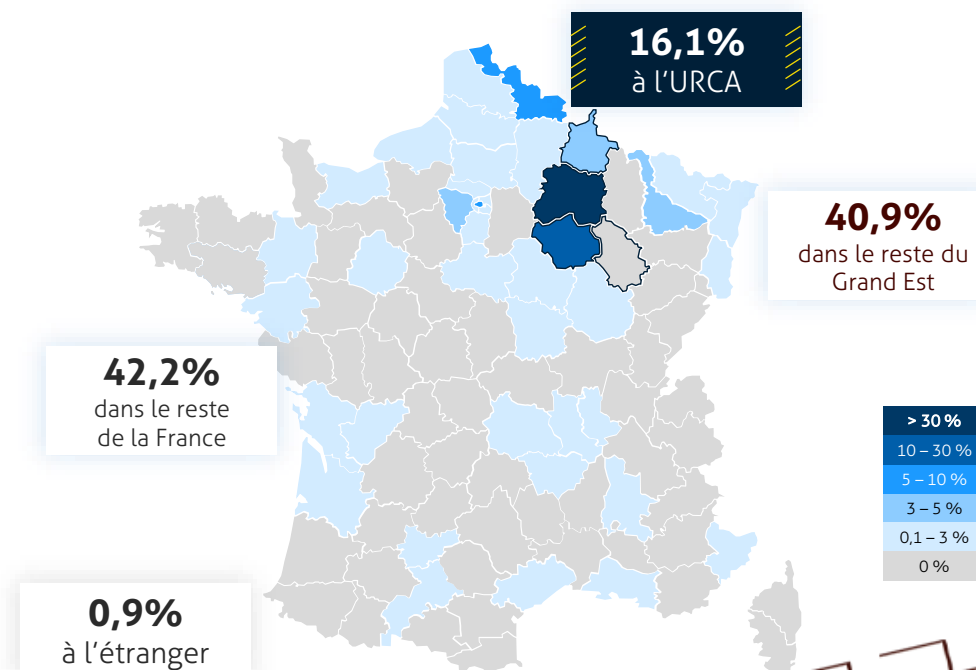 16,1%
à l’URCA
40,9%
dans le reste du
Grand Est
42,2%
dans le reste
de la France
> 30 %
10 – 30 %
5 – 10 %
3 – 5 %
0,1 – 3 %
0 %
0,9%
à l’étranger